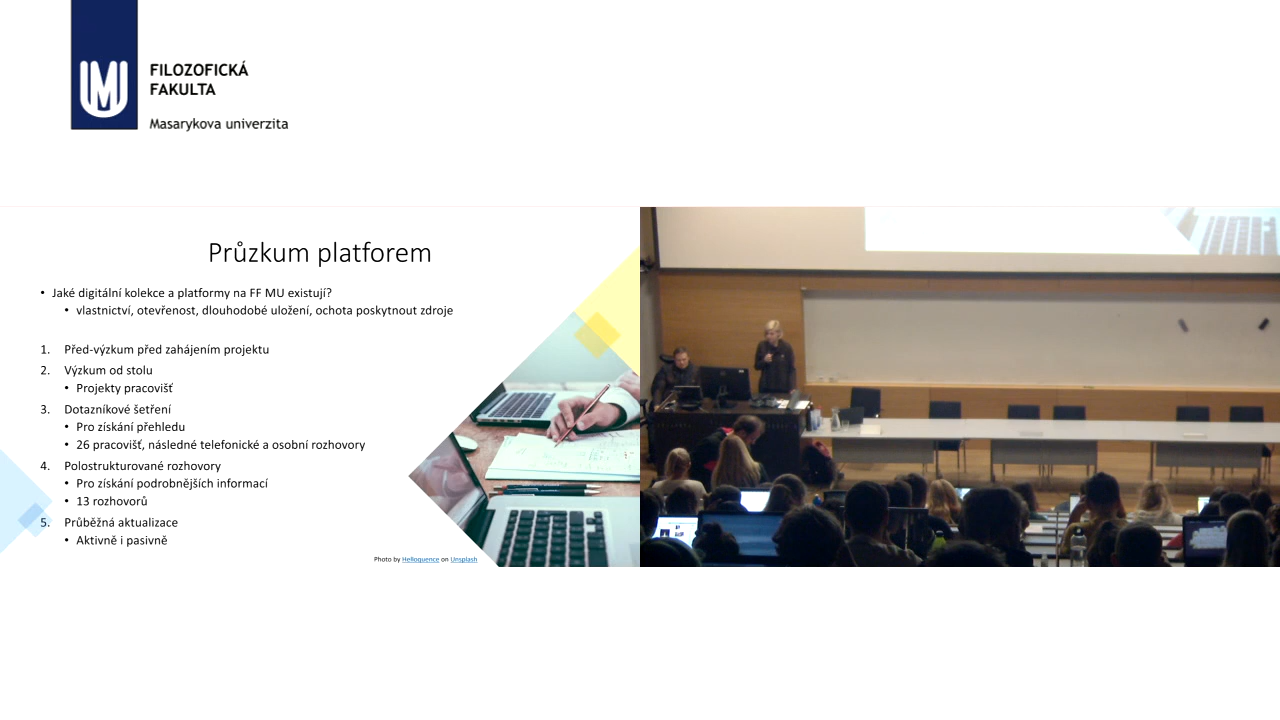 FILOZOFICKÁ
FAKULTA
Masarykova univerzita
Průzkum platforem
• Jaké digitální kolekce a platformy na FF MU existují?
• vlastnictví, otevřenost, dlouhodobé uložení, ochota poskytnout zdroje
1. Před-výzkum před zahájením projektu
2. Výzkum od stolu
• Projekty pracovišť
3. Dotazníkové šetření
• Pro získání přehledu
• 26 pracovišť, následné telefonické a osobní rozhovory
4. Polostrukturované rozhovory
• Pro získání podrobnějších informací
• 13 rozhovorů
5. Průběžná aktualizace
• Aktivně i pasivně
Photo by Helloquence on Unsplash